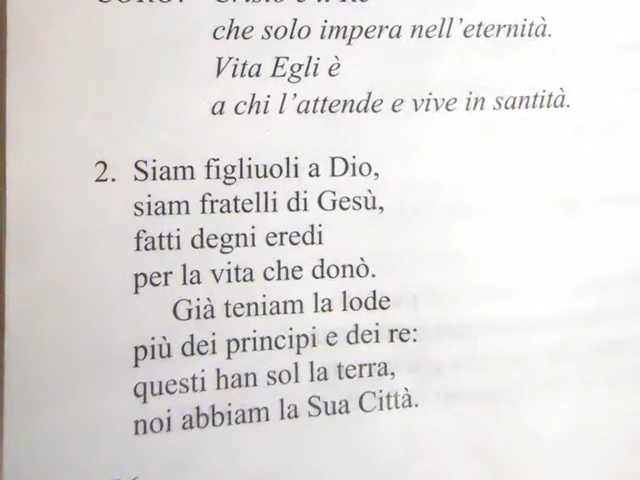 che solo impera nell'eternità.
Vita Egli è
a chi l'attende e vive in santità.
2. Siam figliuoli a Dio,
siam fratelli di Gesù,
fatti degni eredi
per la vita che donò.
Già teniam la lode
più dei principi e dei re:
questi han sol la terra,
noi abbiam la Sua Città.